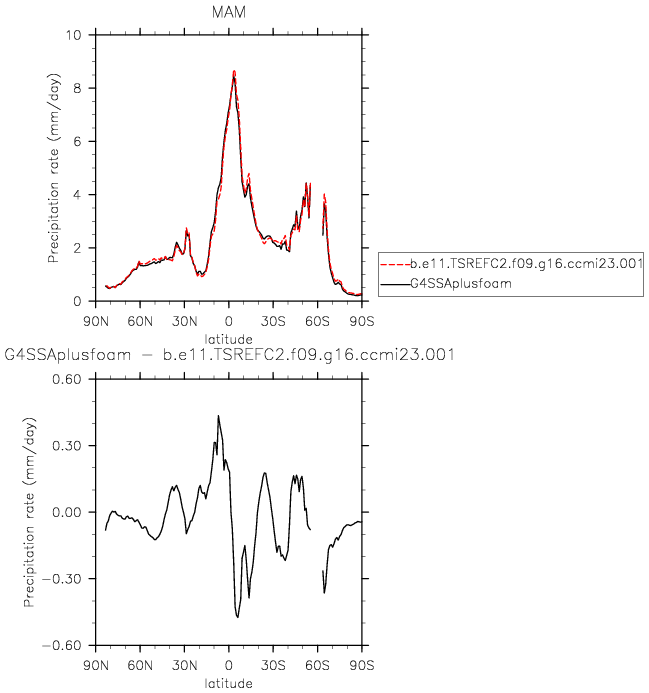 MAM
10
8
6
4
2
0
Precipitation rate (mm/day)
90N 60N 30N 0 30S 60S 90S
latitude
b.e11.TSREFC2.f09.g16.ccmi23.001
G4SSAplusfoam
G4SSAplusfoam − b.e11.TSREFC2.f09.g16.ccmi23.001
0.60
0.30
0.00
−0.30
−0.60
Precipitation rate (mm/day)
90N 60N 30N 0 30S 60S 90S
latitude